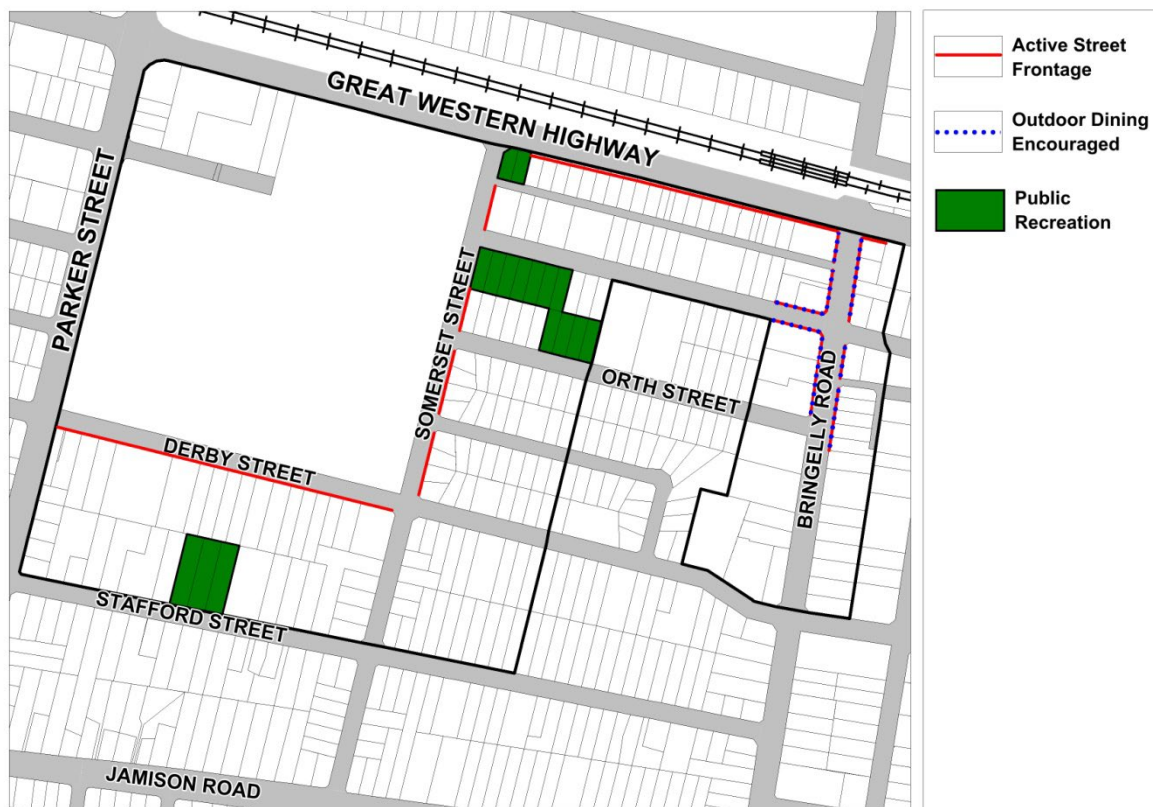 GREAT WESTERN HIGHWAY
PARKER STREET
SOMERSET STREET
ORTH STREET
BRINGELLY ROAD
DERBY STREET
STAFFORD STREET
JAMISON ROAD
Active Street
Frontage
Outdoor Dining
Encouraged
Public
Recreation